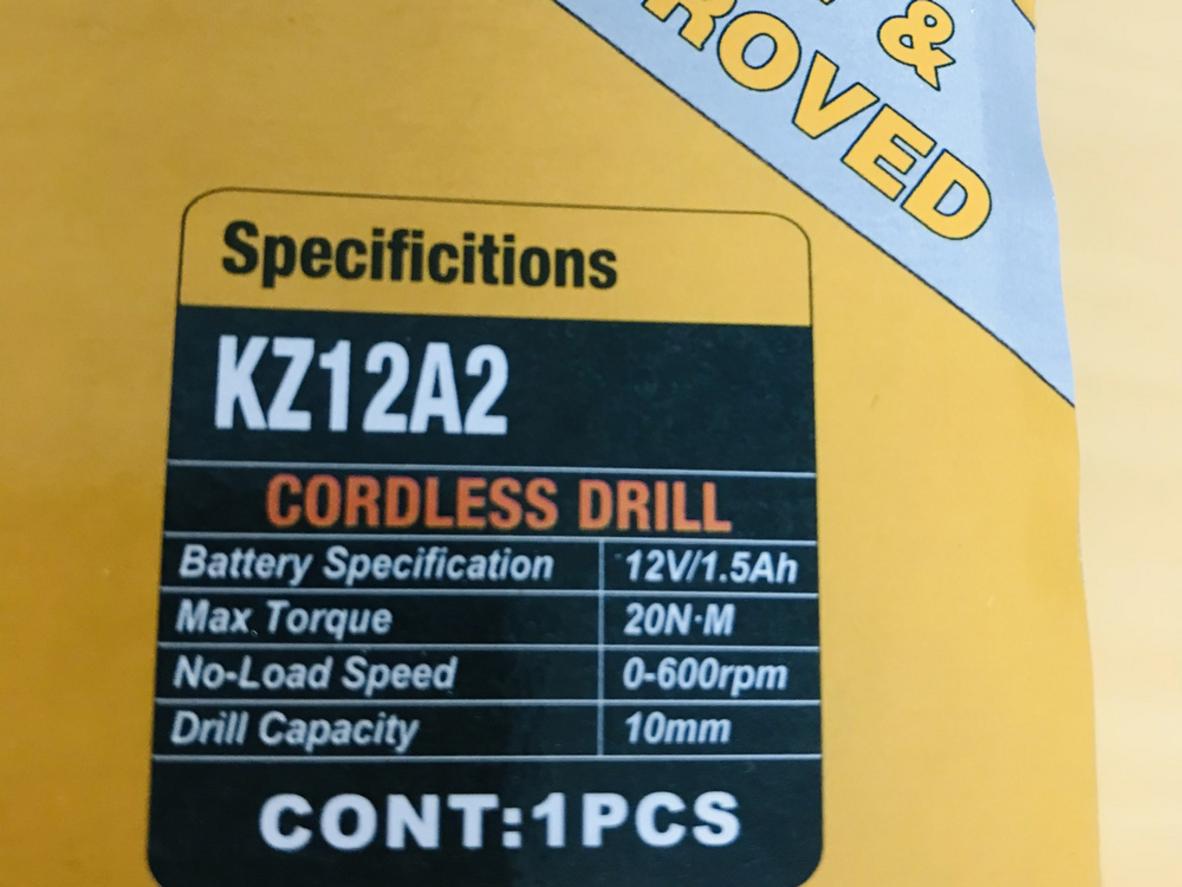 &
ROVED
Specificitions
KZ12A2
CORDLESS DRILL
Battery Specification 12V/1.5Ah
Max Torque 20N·M
No-Load Speed 0-600rpm
Drill Capacity 10mm
CONT:1PCS